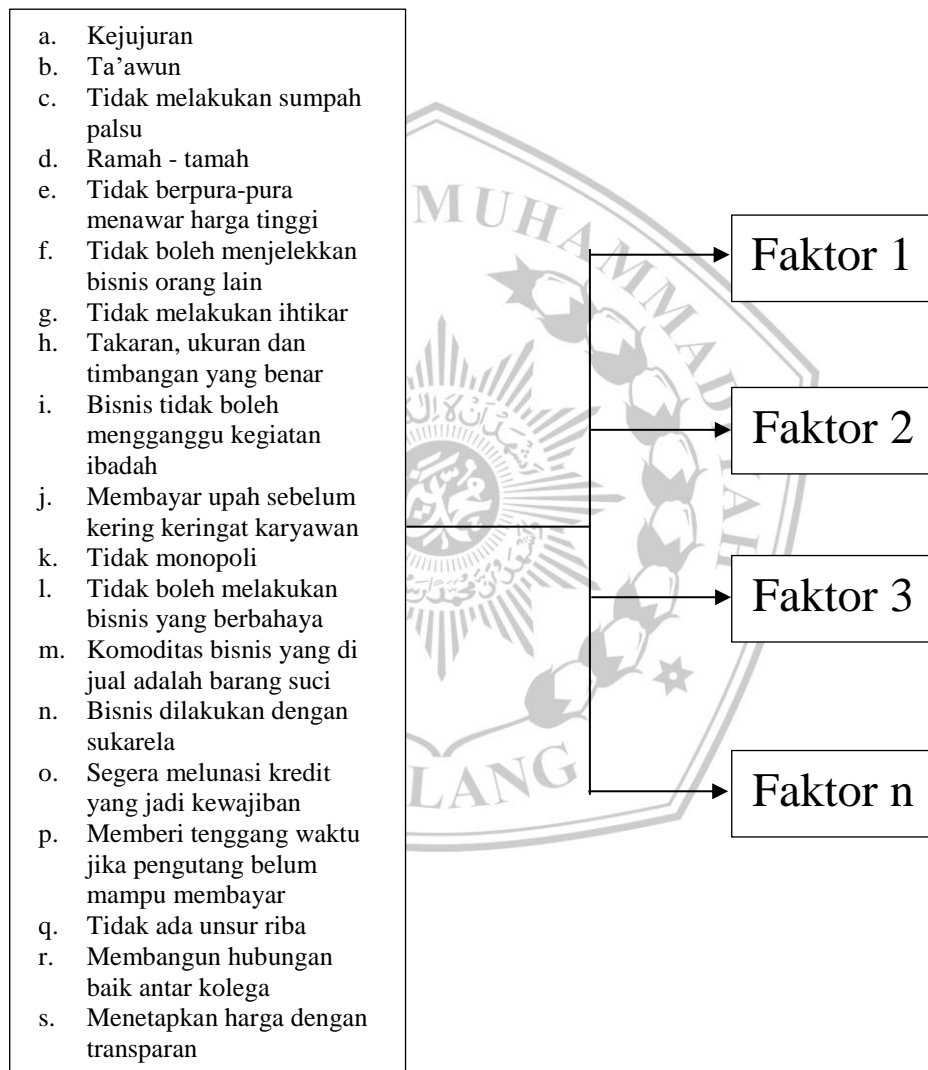 a. Kejujuran
b. Ta’awun
c. Tidak melakukan sumpah
palsu
d. Ramah - tamah
e. Tidak berpura-pura
menawar harga tinggi
f. Tidak boleh menjelekkan
bisnis orang lain
g. Tidak melakukan ihtikar
h. Takaran, ukuran dan
timbangan yang benar
i. Bisnis tidak boleh
mengganggu kegiatan
ibadah
j. Membayar upah sebelum
kering keringat karyawan
k. Tidak monopoli
l. Tidak boleh melakukan
bisnis yang berbahaya
m. Komoditas bisnis yang di
jual adalah barang suci
n. Bisnis dilakukan dengan
sukarela
o. Segera melunasi kredit
yang jadi kewajiban
p. Memberi tenggang waktu
jika pengutang belum
mampu membayar
q. Tidak ada unsur riba
r. Membangun hubungan
baik antar kolega
s. Menetapkan harga dengan
transparan
Faktor 1
Faktor 2
Faktor 3
Faktor n
MUHAMMADIYAH
LANG